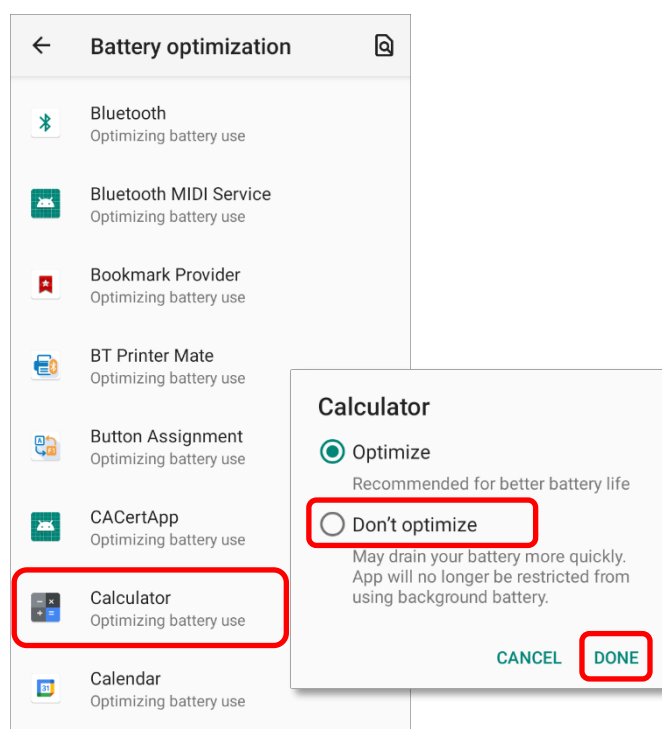 Battery optimization
Bluetooth
Optimizing battery use
Bluetooth MIDI Service
Optimizing battery use
Bookmark Provider
Optimizing battery use
BT Printer Mate
Optimizing battery use
Button Assignment
Optimizing battery use
CACertApp
Optimizing battery use
Calculator
Optimizing battery use
Calendar
Optimizing battery use
Calculator
Optimize
Recommended for better battery life
Don't optimize
May drain your battery more quickly.
App will no longer be restricted from
using background battery.
CANCEL DONE